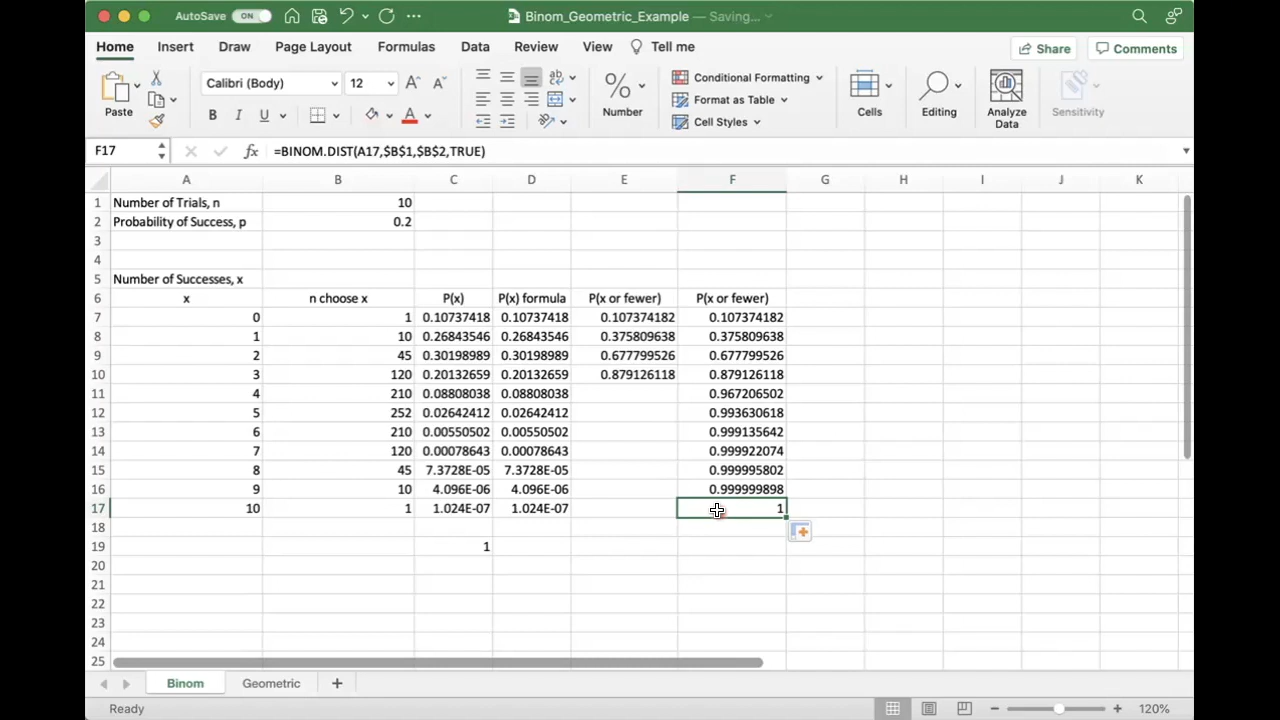 AutoSave ON Binom_Geometric_Example — Saving...
Home Insert Draw Page Layout Formulas Data Review View Tell me Share Comments
Paste Calibri (Body) 12 A A B I U A ab % Number Conditional Formatting Format as Table Cell Styles Cells Editing Analyze Data Sensitivity
F17 fx =BINOM.DIST(A17,$B$1,$B$2,TRUE)
A B C D E F G H I J K
1 Number of Trials, n 10
2 Probability of Success, p 0.2
3
4
5 Number of Successes, x
6 x n choose x P(x) P(x) formula P(x or fewer) P(x or fewer)
7 0 1 0.10737418 0.10737418 0.107374182 0.107374182
8 1 10 0.26843546 0.26843546 0.375809638 0.375809638
9 2 45 0.30198989 0.30198989 0.677799526 0.677799526
10 3 120 0.20132659 0.20132659 0.879126118 0.879126118
11 4 210 0.08808038 0.08808038 0.967206502
12 5 252 0.02642412 0.02642412 0.993630618
13 6 210 0.00550502 0.00550502 0.999135642
14 7 120 0.00078643 0.00078643 0.999922074
15 8 45 7.3728E-05 7.3728E-05 0.999995802
16 9 10 4.096E-06 4.096E-06 0.999999898
17 10 1 1.024E-07 1.024E-07 1
18
19 1
20
21
22
23
24
25
Binom Geometric +
Ready 120%